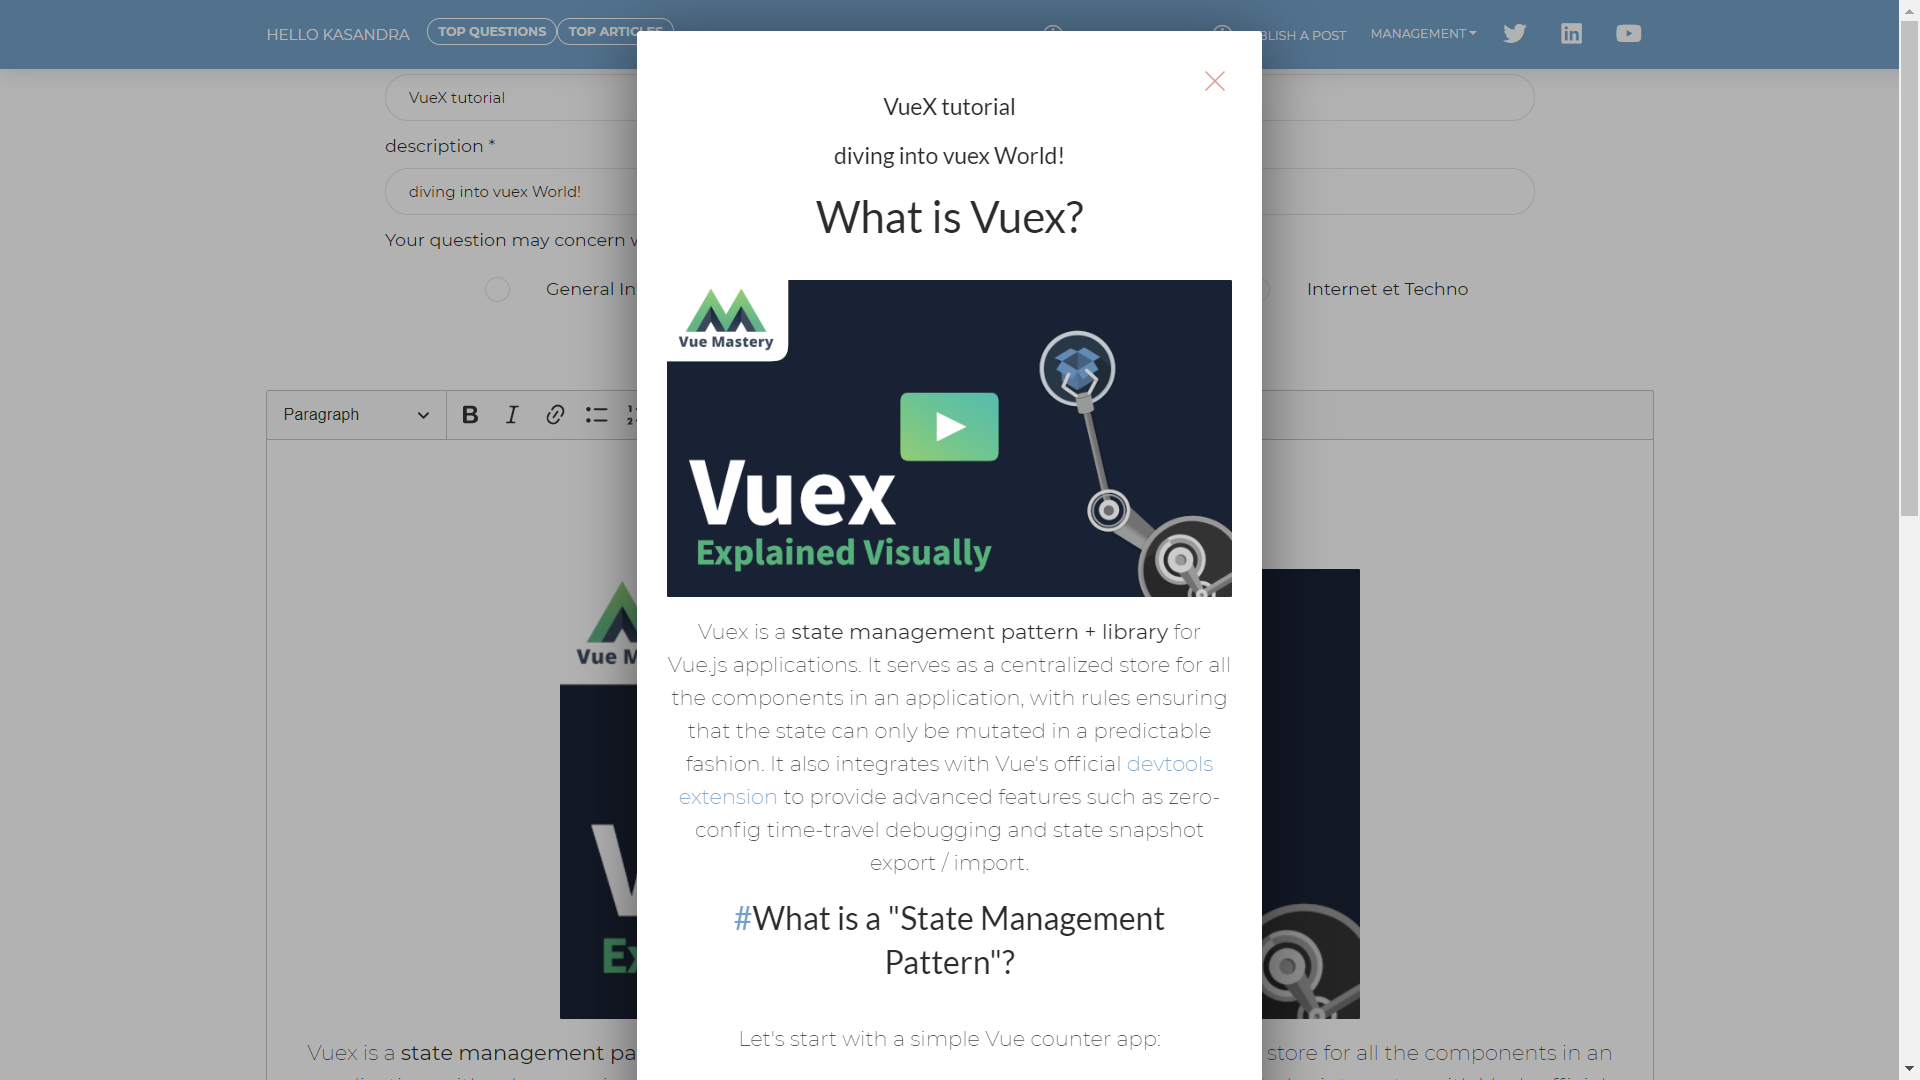 HELLO KASANDRA
TOP QUESTIONS
TOP ARTICLES
BLISH A POST
MANAGEMENT
VueX tutorial
description *
diving into vuex World!
Your question may concern
General In
Internet et Techno
Paragraph
VueX tutorial
diving into vuex World!
What is Vuex?
Vue Mastery
Vuex
Explained Visually
Vuex is a state management pattern + library for
Vue.js applications. It serves as a centralized store for all
the components in an application, with rules ensuring
that the state can only be mutated in a predictable
fashion. It also integrates with Vue's official devtools
extension to provide advanced features such as zero-
config time-travel debugging and state snapshot
export / import.
#What is a "State Management
Pattern"?
Let's start with a simple Vue counter app:
Vue M
V
Ex
Vuex is a state management pa
store for all the components in an